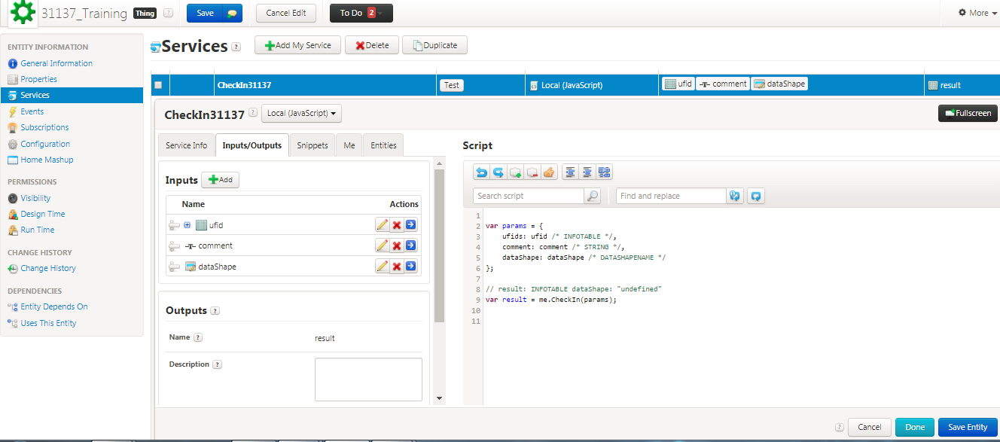 31137_Training Thing ? Save Cancel Edit To Do 2 More
ENTITY INFORMATION
General Information
Properties
Services
Events
Subscriptions
Configuration
Home Mashup
PERMISSIONS
Visibility
Design Time
Run Time
CHANGE HISTORY
Change History
DEPENDENCIES
Entity Depends On
Uses This Entity
Services ? Add My Service Delete Duplicate
CheckIn31137 Test Local (JavaScript) ufid comment dataShape result
CheckIn31137 ? Local (JavaScript) Fullscreen
Service Info Inputs/Outputs Snippets Me Entities
Inputs Add
Name Actions
ufid
comment
dataShape
Outputs ?
Name ? result
Description ?
Script
Search script Find and replace
1
2 var params = {
3 ufids: ufid /* INFOTABLE */,
4 comment: comment /* STRING */,
5 dataShape: dataShape /* DATASHAPENAME */
6 };
7
8 // result: INFOTABLE dataShape: "undefined"
9 var result = me.CheckIn(params);
10
11
? Cancel Done Save Entity